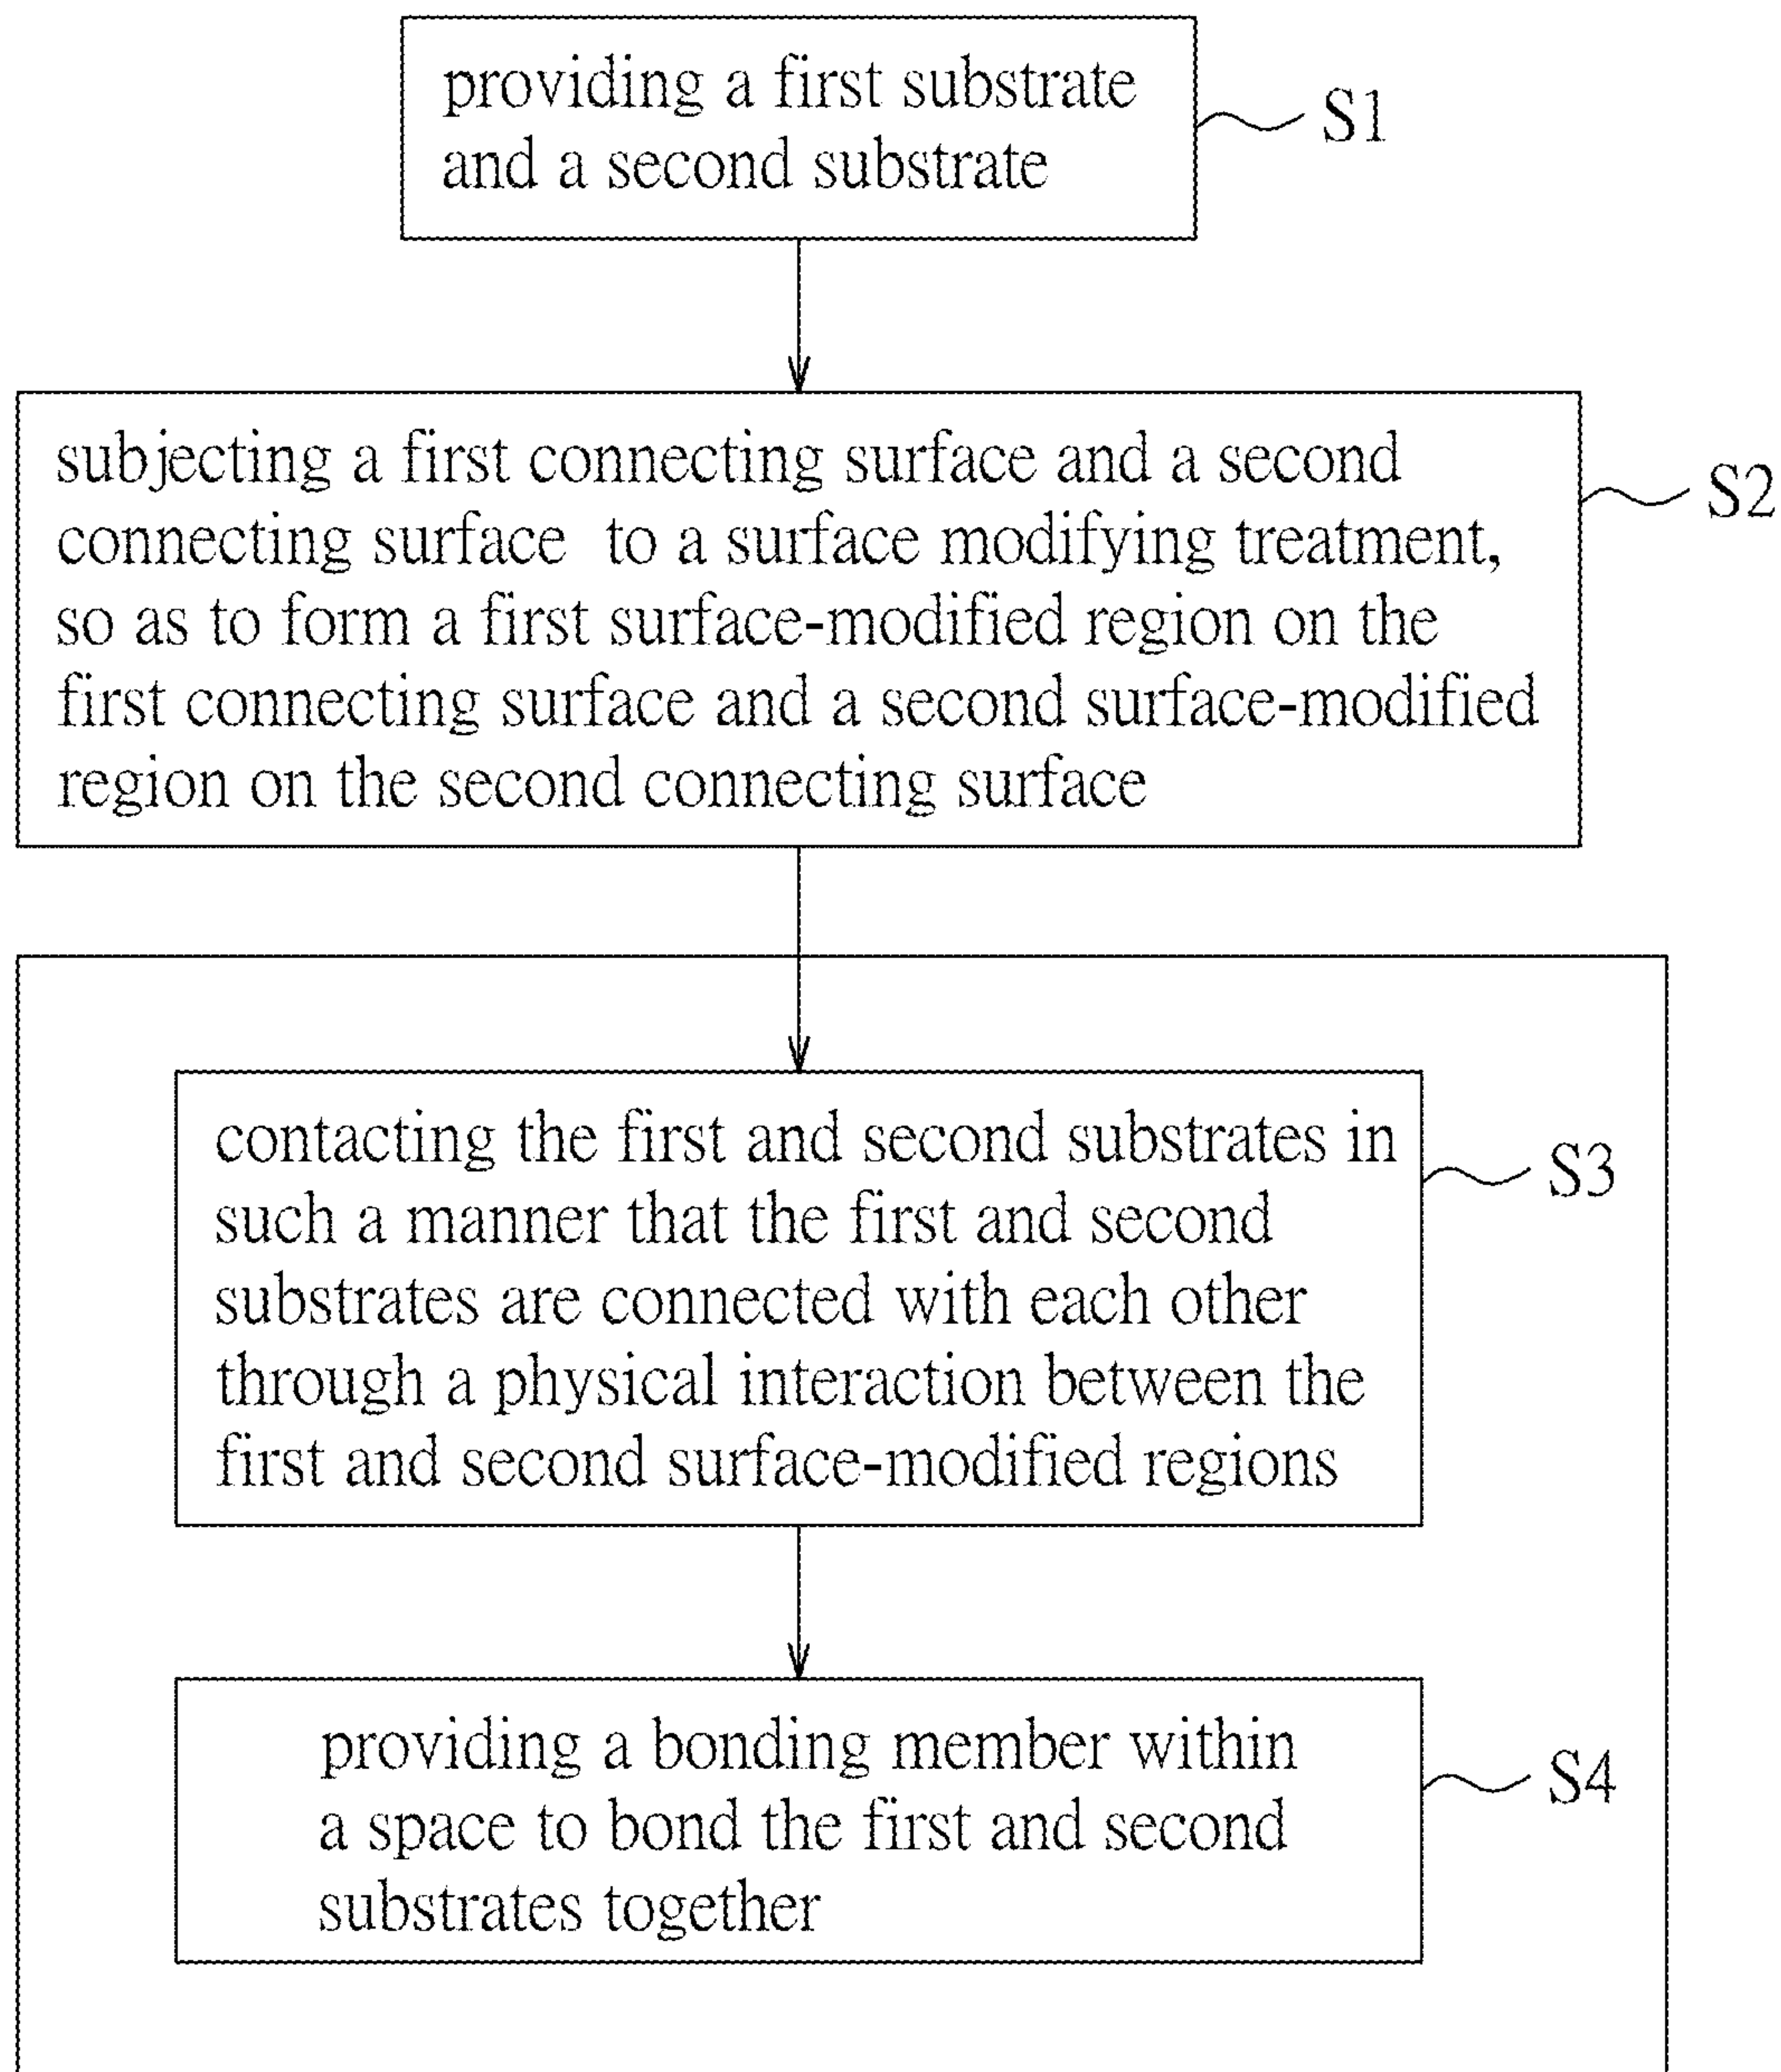 providing a first substrate
and a second substrate
S1
subjecting a first connecting surface and a second
connecting surface  to a surface modifying treatment,
so as to form a first surface-modified region on the
first connecting surface and a second surface-modified
region on the second connecting surface
S2
contacting the first and second substrates in
such a manner that the first and second
substrates are connected with each other
through a physical interaction between the
first and second surface-modified regions
S3
providing a bonding member within
a space to bond the first and second
substrates together
S4